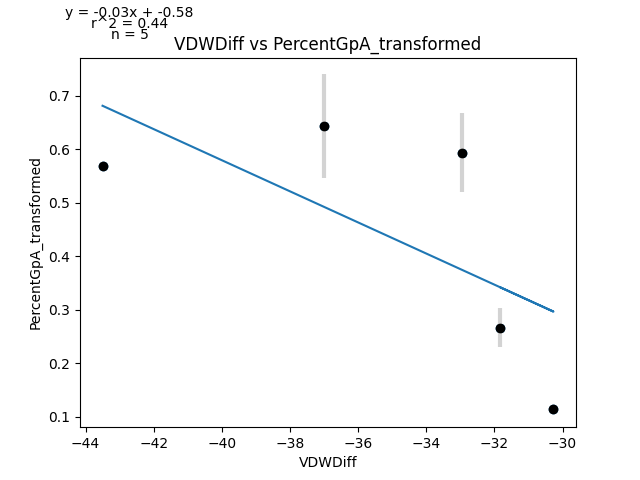 y = -0.03x + -0.58
r^2 = 0.44
n = 5
VDWDiff vs PercentGpA_transformed
PercentGpA_transformed
0.7
0.6
0.5
0.4
0.3
0.2
0.1
−44
−42
−40
−38
−36
−34
−32
−30
VDWDiff